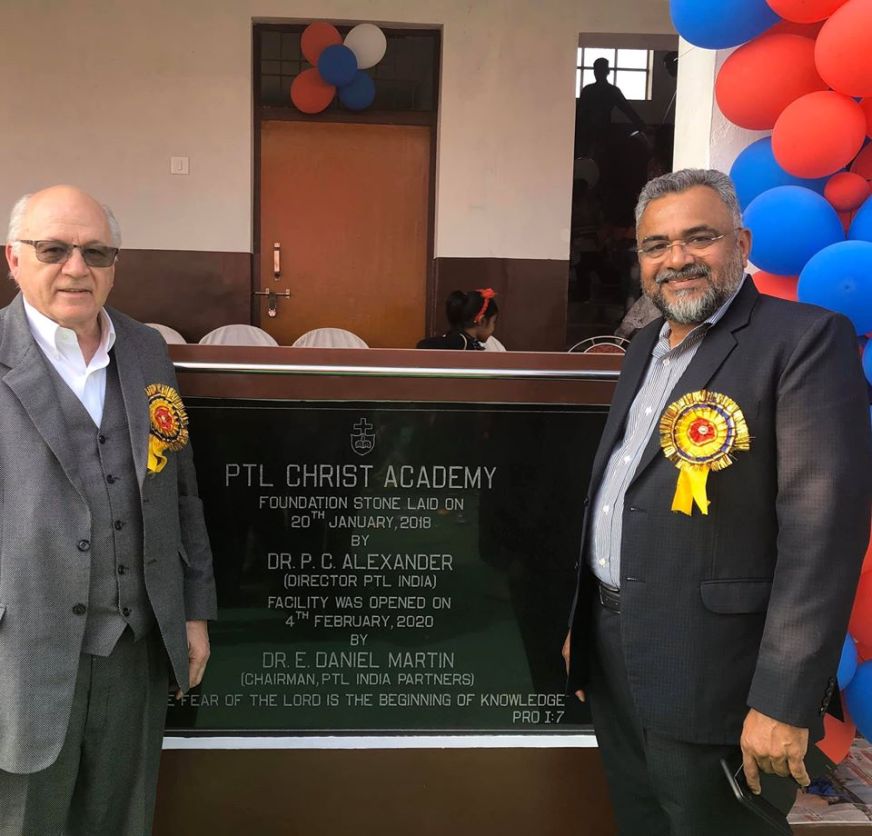 PTL CHRIST ACADEMY
FOUNDATION STONE LAID ON
20TH JANUARY, 2018
BY
DR. P. C. ALEXANDER
(DIRECTOR PTL INDIA)
FACILITY WAS OPENED ON
4TH FEBRUARY, 2020
BY
DR. E. DANIEL MARTIN
(CHAIRMAN, PTL INDIA PARTNERS)
FEAR OF THE LORD IS THE BEGINNING OF KNOWLEDGE
PRO 1:7